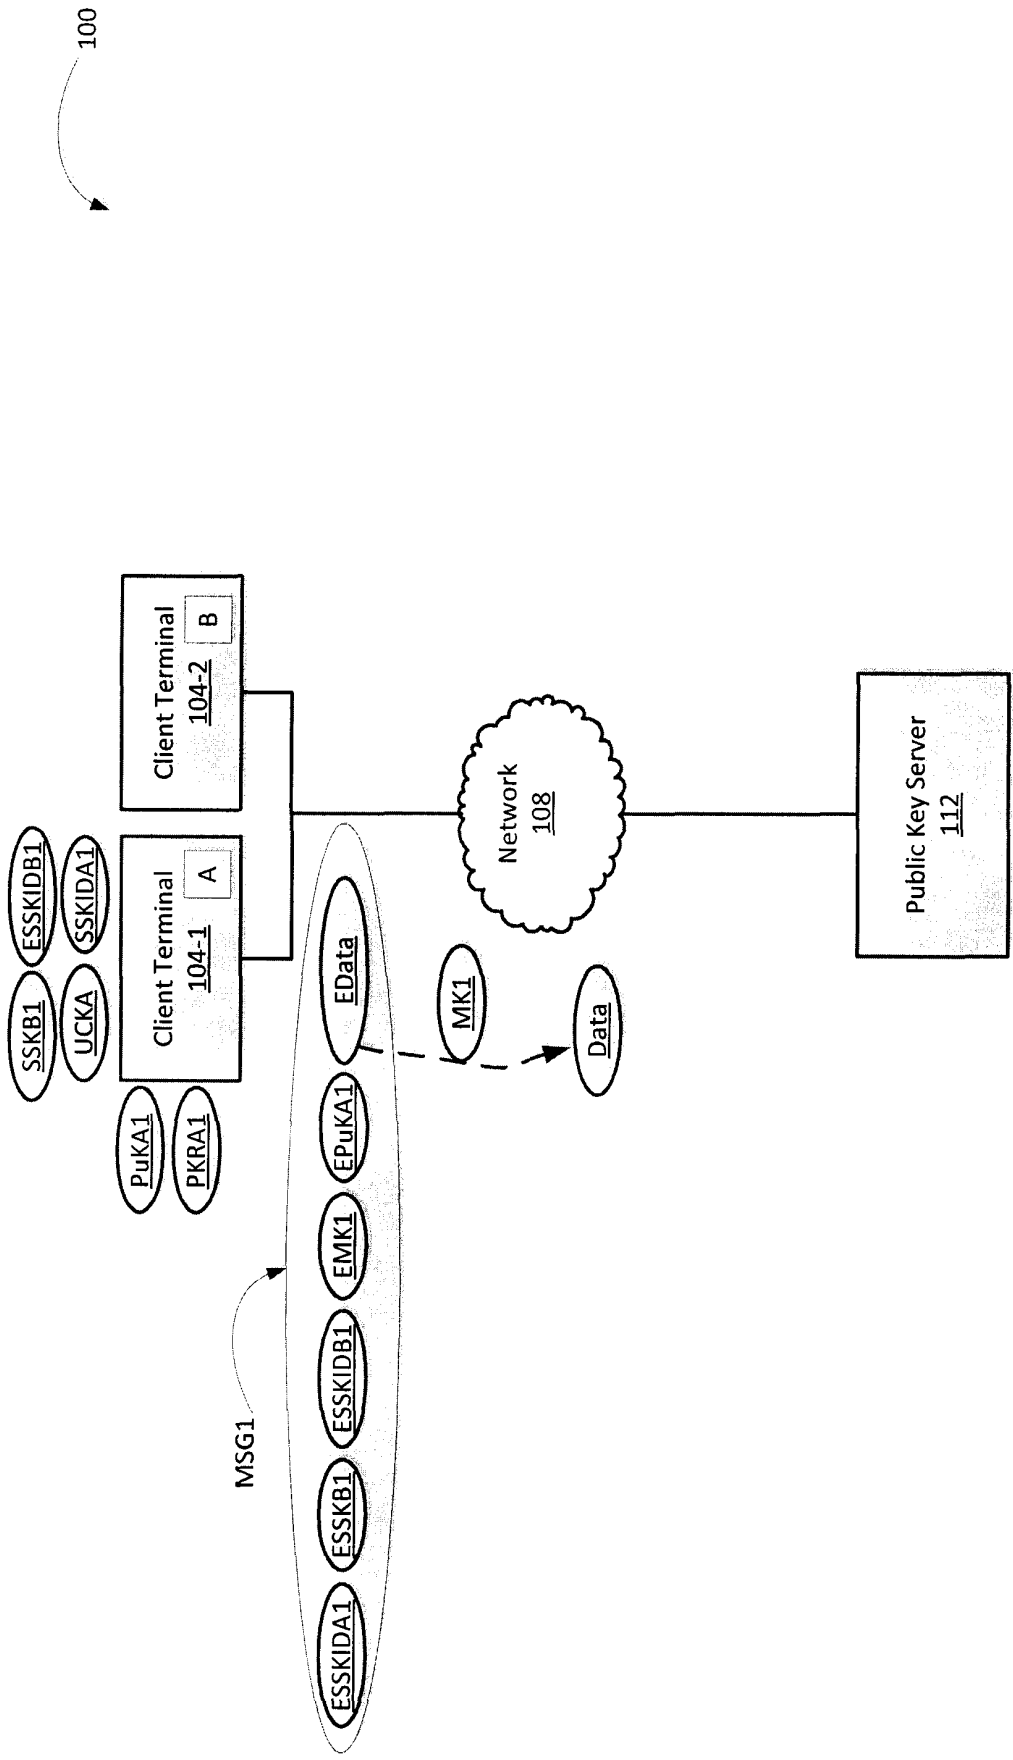 100
ESSKIDB1
SSKB1
SSKIDA1
UCKA
PuKA1
PKRA1
Client Terminal
104-1
A
Client Terminal
104-2
B
MSG1
ESSKIDA1
ESSKB1
ESSKIDB1
EMK1
EPuKA1
EData
MK1
Data
Network
108
Public Key Server
112